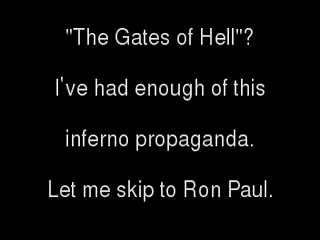 "The Gates of Hell"?
I've had enough of this
inferno propaganda.
Let me skip to Ron Paul.